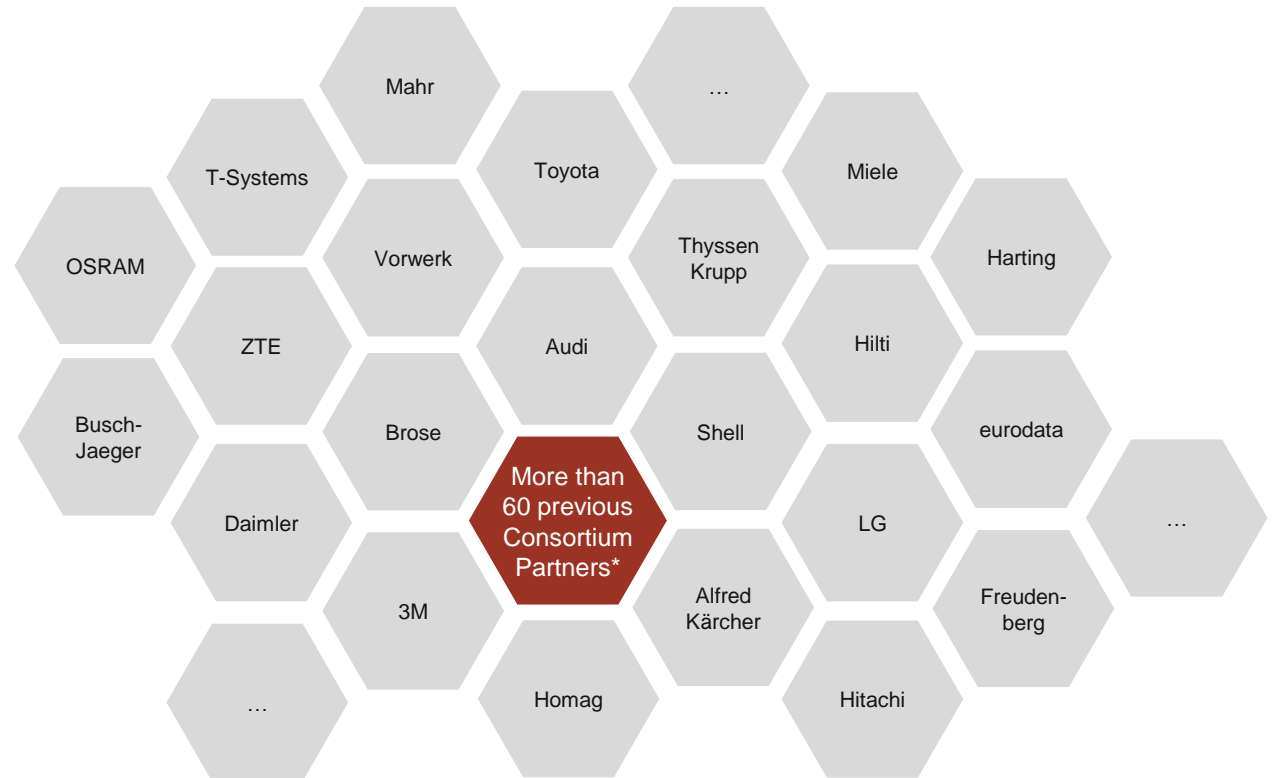 Mahr
…
T-Systems
Toyota
Miele
OSRAM
Vorwerk
Thyssen
Krupp
Harting
ZTE
Audi
Hilti
Busch-
Jaeger
Brose
Shell
eurodata
More than
60 previous
Consortium
Partners*
Daimler
LG
…
3M
Alfred
Kärcher
Freuden-
berg
…
Homag
Hitachi